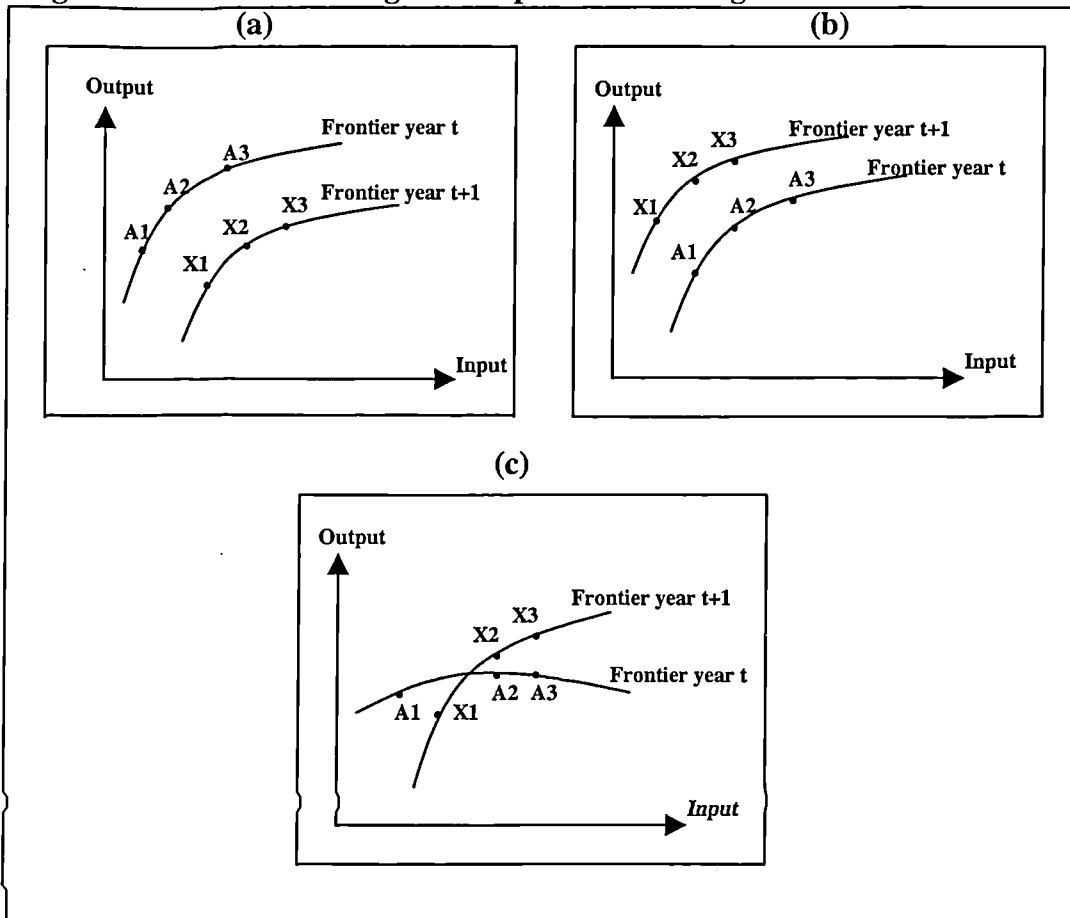 (a)
Output
Frontier year t
A3
A2
Frontier year t+1
A1
X3
X2
X1
Input
(b)
Output
Frontier year t+1
X3
X2
Frontier year t
A3
X1
A2
A1
Input
(c)
Output
Frontier year t+1
X3
X2
Frontier year t
A2 A3
A1 X1
Input